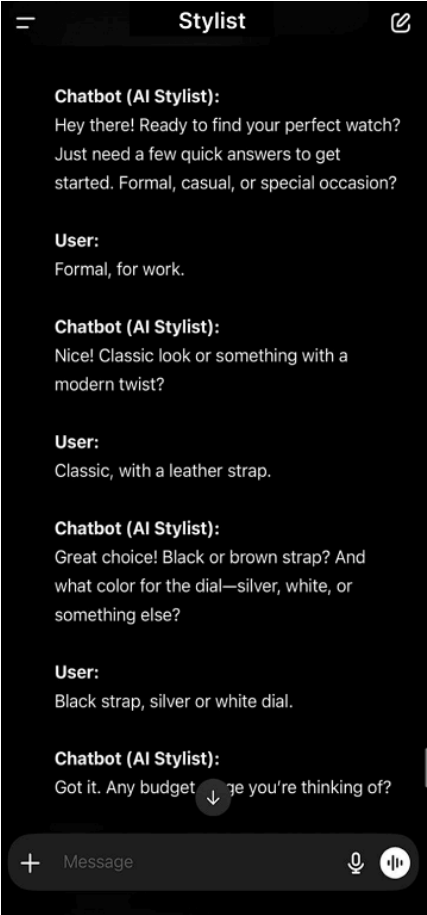 Stylist
Chatbot (AI Stylist):
Hey there! Ready to find your perfect watch?
Just need a few quick answers to get
started. Formal, casual, or special occasion?
User:
Formal, for work.
Chatbot (AI Stylist):
Nice! Classic look or something with a
modern twist?
User:
Classic, with a leather strap.
Chatbot (AI Stylist):
Great choice! Black or brown strap? And
what color for the dial—silver, white, or
something else?
User:
Black strap, silver or white dial.
Chatbot (AI Stylist):
Got it. Any budget you’re thinking of?
Message